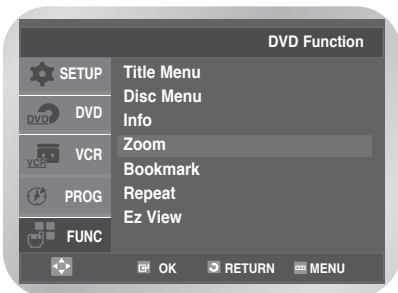 DVD Function
SETUP
DVD
DVD
VCR
VCR
PROG
FUNC
Title Menu
Disc Menu
Info
Zoom
Bookmark
Repeat
Ez View
OK RETURN MENU